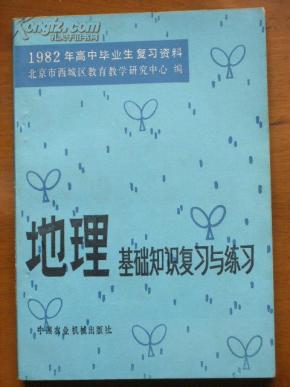 1982年高中毕业生复习资料
北京市西城区教育教学研究中心 编
地理 基础知识复习与练习
中国农业机械出版社